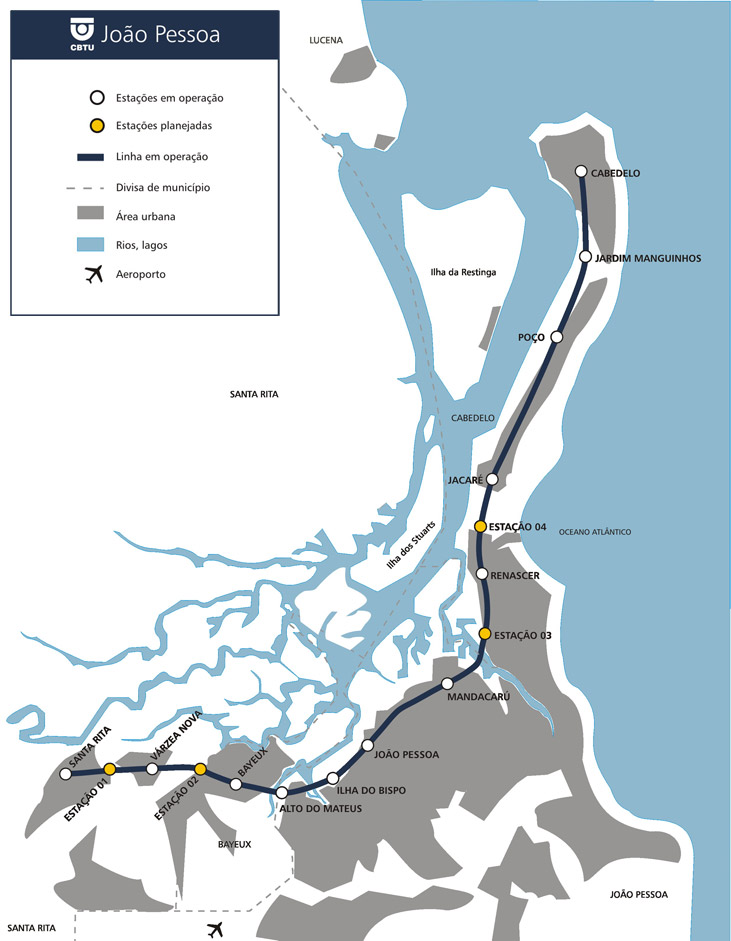 CBTU
João Pessoa
Estações em operação
Estações planejadas
Linha em operação
Divisa de município
Área urbana
Rios, lagos
Aeroporto
LUCENA
CABEDELO
JARDIM MANGUINHOS
Ilha da Restinga
POÇO
SANTA RITA
CABEDELO
JACARÉ
ESTAÇÃO 04
OCEANO ATLÂNTICO
Ilha dos Stuarts
RENASCER
ESTAÇÃO 03
MANDACARÚ
SANTA RITA
VÁRZEA NOVA
BAYEUX
JOÃO PESSOA
ESTAÇÃO 01
ESTAÇÃO 02
ILHA DO BISPO
ALTO DO MATEUS
BAYEUX
JOÃO PESSOA
SANTA RITA